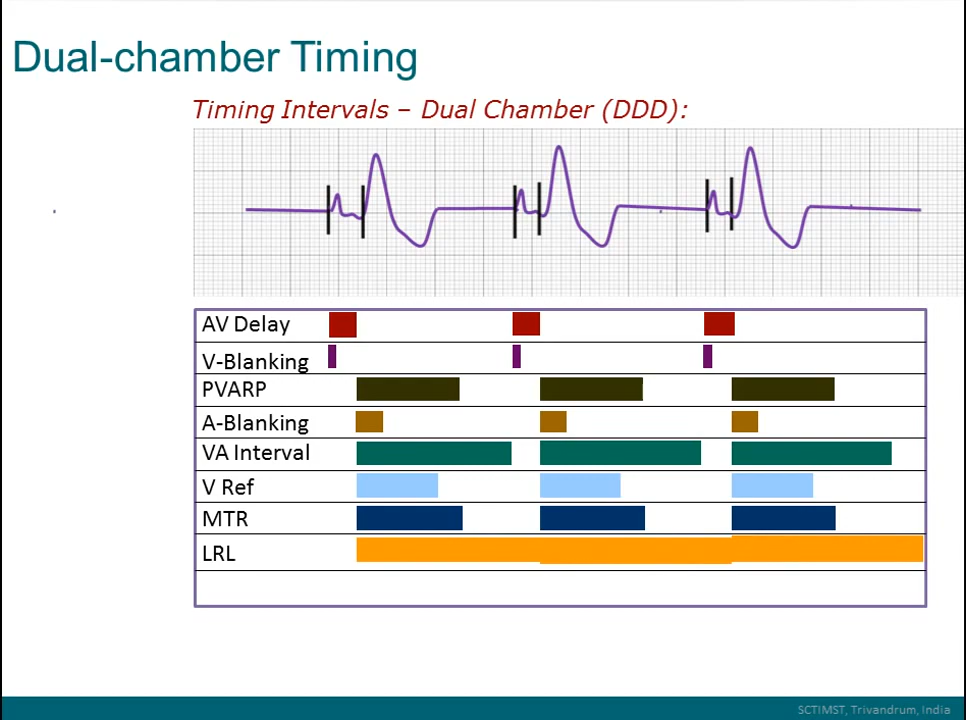 Dual-chamber Timing
Timing Intervals – Dual Chamber (DDD):
AV Delay
V-Blanking
PVARP
A-Blanking
VA Interval
V Ref
MTR
LRL
SCTIMST, Trivandrum, India